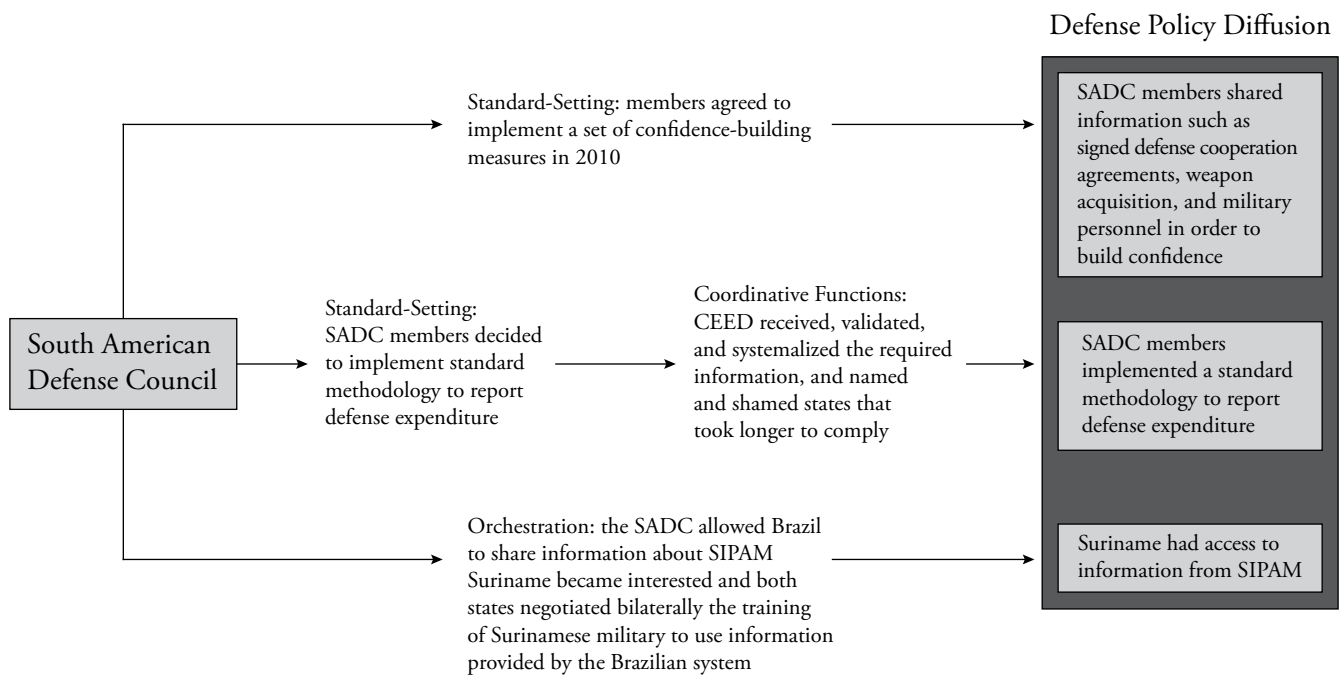 Defense Policy Diffusion
Standard-Setting: members agreed to
implement a set of confidence-building
measures in 2010
SADC members shared
information such as
signed defense cooperation
agreements, weapon
acquisition, and military
personnel in order to
build confidence
South American
Defense Council
Standard-Setting:
SADC members decided
to implement standard
methodology to report
defense expenditure
Coordinative Functions:
CEED received, validated,
and systemalized the required
information, and named
and shamed states that
took longer to comply
SADC members
implemented a standard
methodology to report
defense expenditure
Orchestration: the SADC allowed Brazil
to share information about SIPAM
Suriname became interested and both
states negotiated bilaterally the training
of Surinamese military to use information
provided by the Brazilian system
Suriname had access to
information from SIPAM